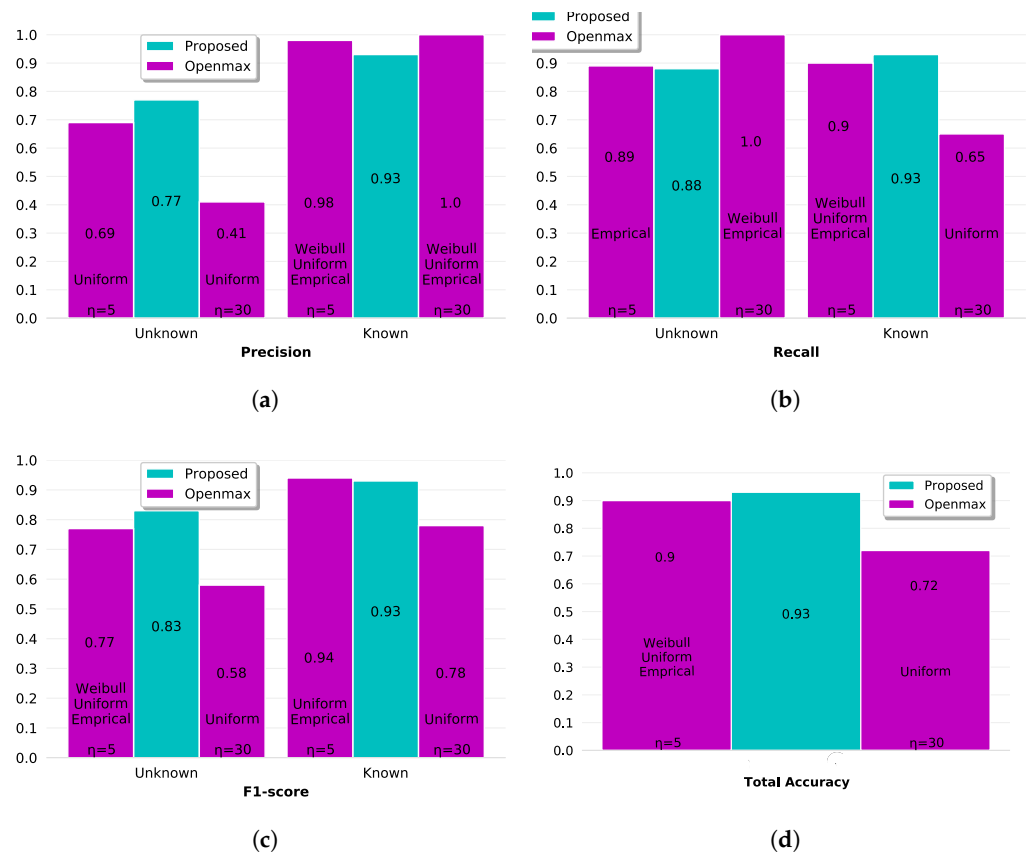 Proposed
Openmax
1.0
0.9
0.8
0.7
0.6
0.5
0.4
0.3
0.2
0.1
0.0
0.69
Uniform
η=5
0.77
0.41
Uniform
η=30
0.98
Weibull
Uniform
Emprical
η=5
0.93
1.0
Weibull
Uniform
Emprical
η=30
Unknown
Known
Precision
(a)
Proposed
Openmax
1.0
0.9
0.8
0.7
0.6
0.5
0.4
0.3
0.2
0.1
0.0
0.89
Emprical
η=5
0.88
1.0
Weibull
Emprical
η=30
0.9
Weibull
Uniform
Emprical
η=5
0.93
0.65
Uniform
η=30
Unknown
Known
Recall
(b)
Proposed
Openmax
1.0
0.9
0.8
0.7
0.6
0.5
0.4
0.3
0.2
0.1
0.0
0.77
Weibull
Uniform
Emprical
η=5
0.83
0.58
Uniform
η=30
0.94
Uniform
Emprical
η=5
0.93
0.78
Uniform
η=30
Unknown
Known
F1-score
(c)
Proposed
Openmax
1.0
0.9
0.8
0.7
0.6
0.5
0.4
0.3
0.2
0.1
0.0
0.9
Weibull
Uniform
Emprical
η=5
0.93
0.72
Uniform
η=30
Total Accuracy
(d)